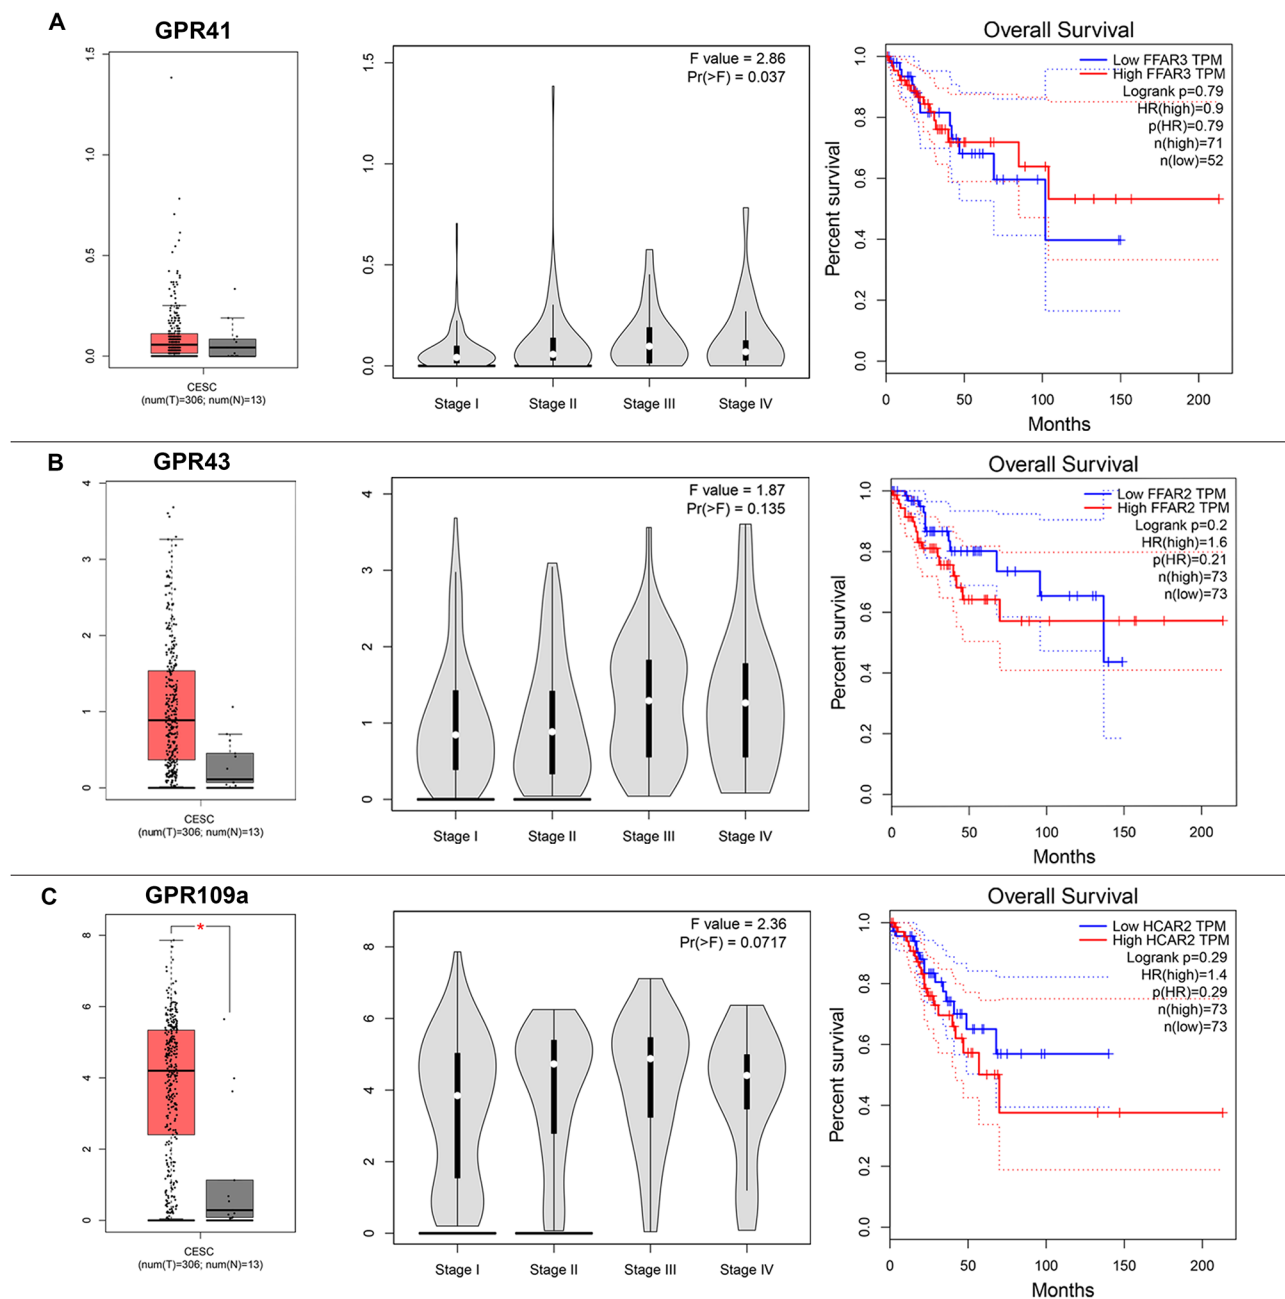 A
GPR41
1.5
1.0
0.5
0.0
CESC
(num(T)=306; num(N)=13)
F value = 2.86
Pr(>F) = 0.037
1.5
1.0
0.5
0.0
Stage I
Stage II
Stage III
Stage IV
Overall Survival
Low FFAR3 TPM
High FFAR3 TPM
Logrank p=0.79
HR(high)=0.9
p(HR)=0.79
n(high)=71
n(low)=52
Percent survival
1.0
0.8
0.6
0.4
0.2
0.0
0
50
100
150
200
Months
B
GPR43
4
3
2
1
0
CESC
(num(T)=306; num(N)=13)
F value = 1.87
Pr(>F) = 0.135
4
3
2
1
0
Stage I
Stage II
Stage III
Stage IV
Overall Survival
Low FFAR2 TPM
High FFAR2 TPM
Logrank p=0.2
HR(high)=1.6
p(HR)=0.21
n(high)=73
n(low)=73
Percent survival
1.0
0.8
0.6
0.4
0.2
0.0
0
50
100
150
200
Months
C
GPR109a
*
8
6
4
2
0
CESC
(num(T)=306; num(N)=13)
F value = 2.36
Pr(>F) = 0.0717
8
6
4
2
0
Stage I
Stage II
Stage III
Stage IV
Overall Survival
Low HCAR2 TPM
High HCAR2 TPM
Logrank p=0.29
HR(high)=1.4
p(HR)=0.29
n(high)=73
n(low)=73
Percent survival
1.0
0.8
0.6
0.4
0.2
0.0
0
50
100
150
200
Months